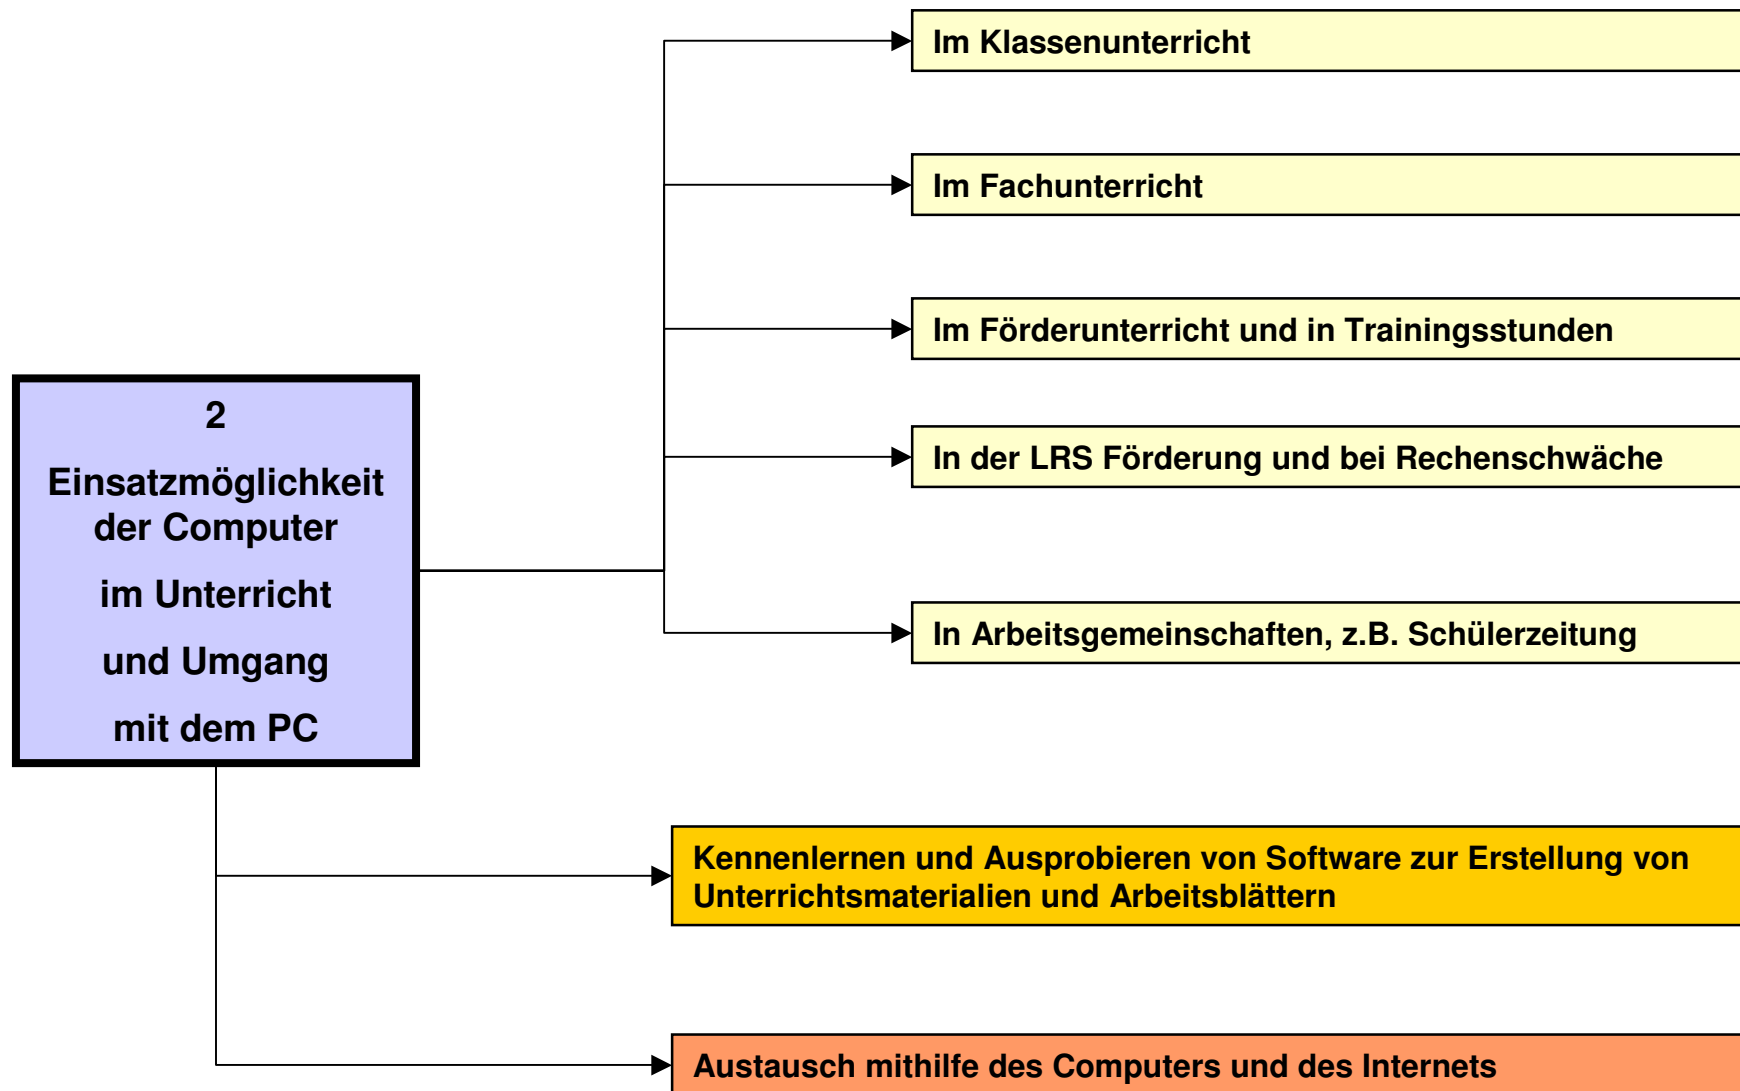 Im Klassenunterricht
Im Fachunterricht
Im Förderunterricht und in Trainingsstunden
In der LRS Förderung und bei Rechenschwäche
In Arbeitsgemeinschaften, z.B. Schülerzeitung
2
Einsatzmöglichkeit
der Computer
im Unterricht
und Umgang
mit dem PC
Kennenlernen und Ausprobieren von Software zur Erstellung von
Unterrichtsmaterialien und Arbeitsblättern
Austausch mithilfe des Computers und des Internets